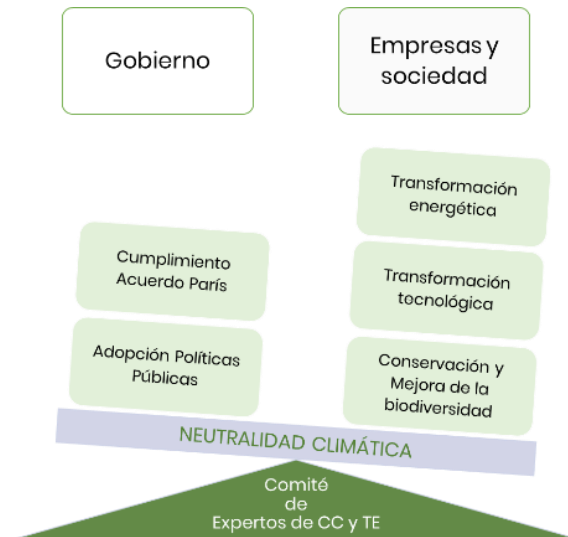 Gobierno
Empresas y
sociedad
Transformación
energética
Cumplimiento
Acuerdo París
Transformación
tecnológica
Adopción Políticas
Públicas
Conservación y
Mejora de la
biodiversidad
NEUTRALIDAD CLIMÁTICA
Comité
de
Expertos de CC y TE